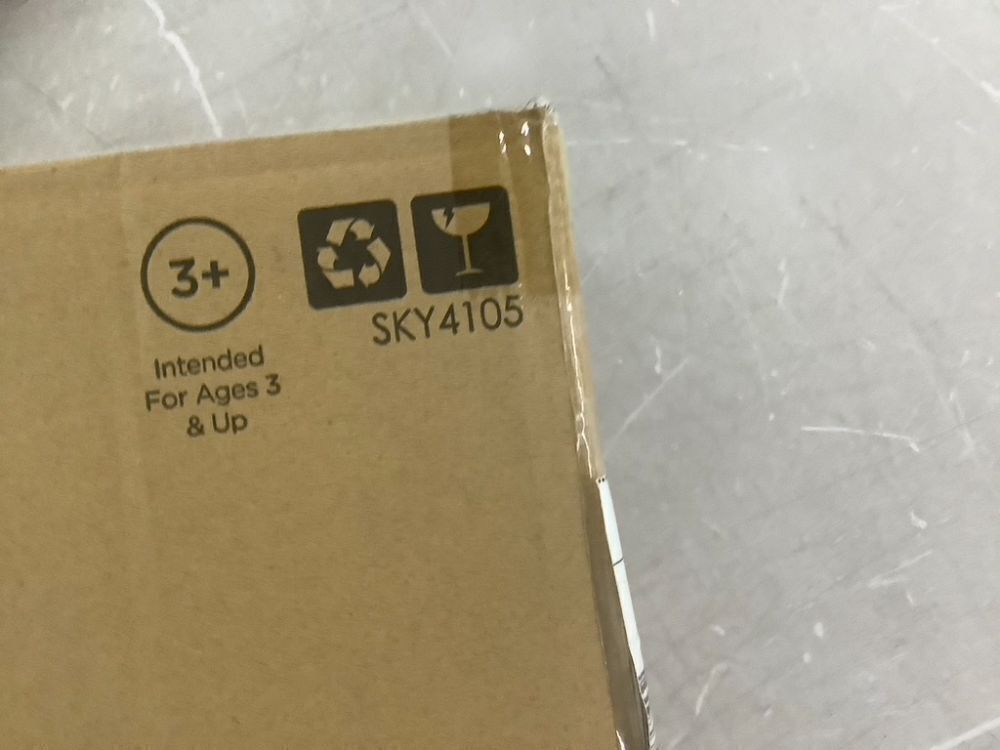 3+
Intended
For Ages 3
& Up
SKY4105